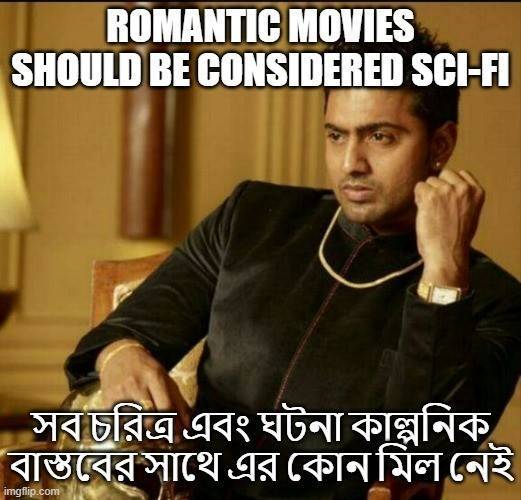 ROMANTIC MOVIES
SHOULD BE CONSIDERED SCI-FI
সব চরিত্র এবং ঘটনা কাল্পনিক
বাস্তবের সাথে এর কোন মিল নেই
imgflip.com